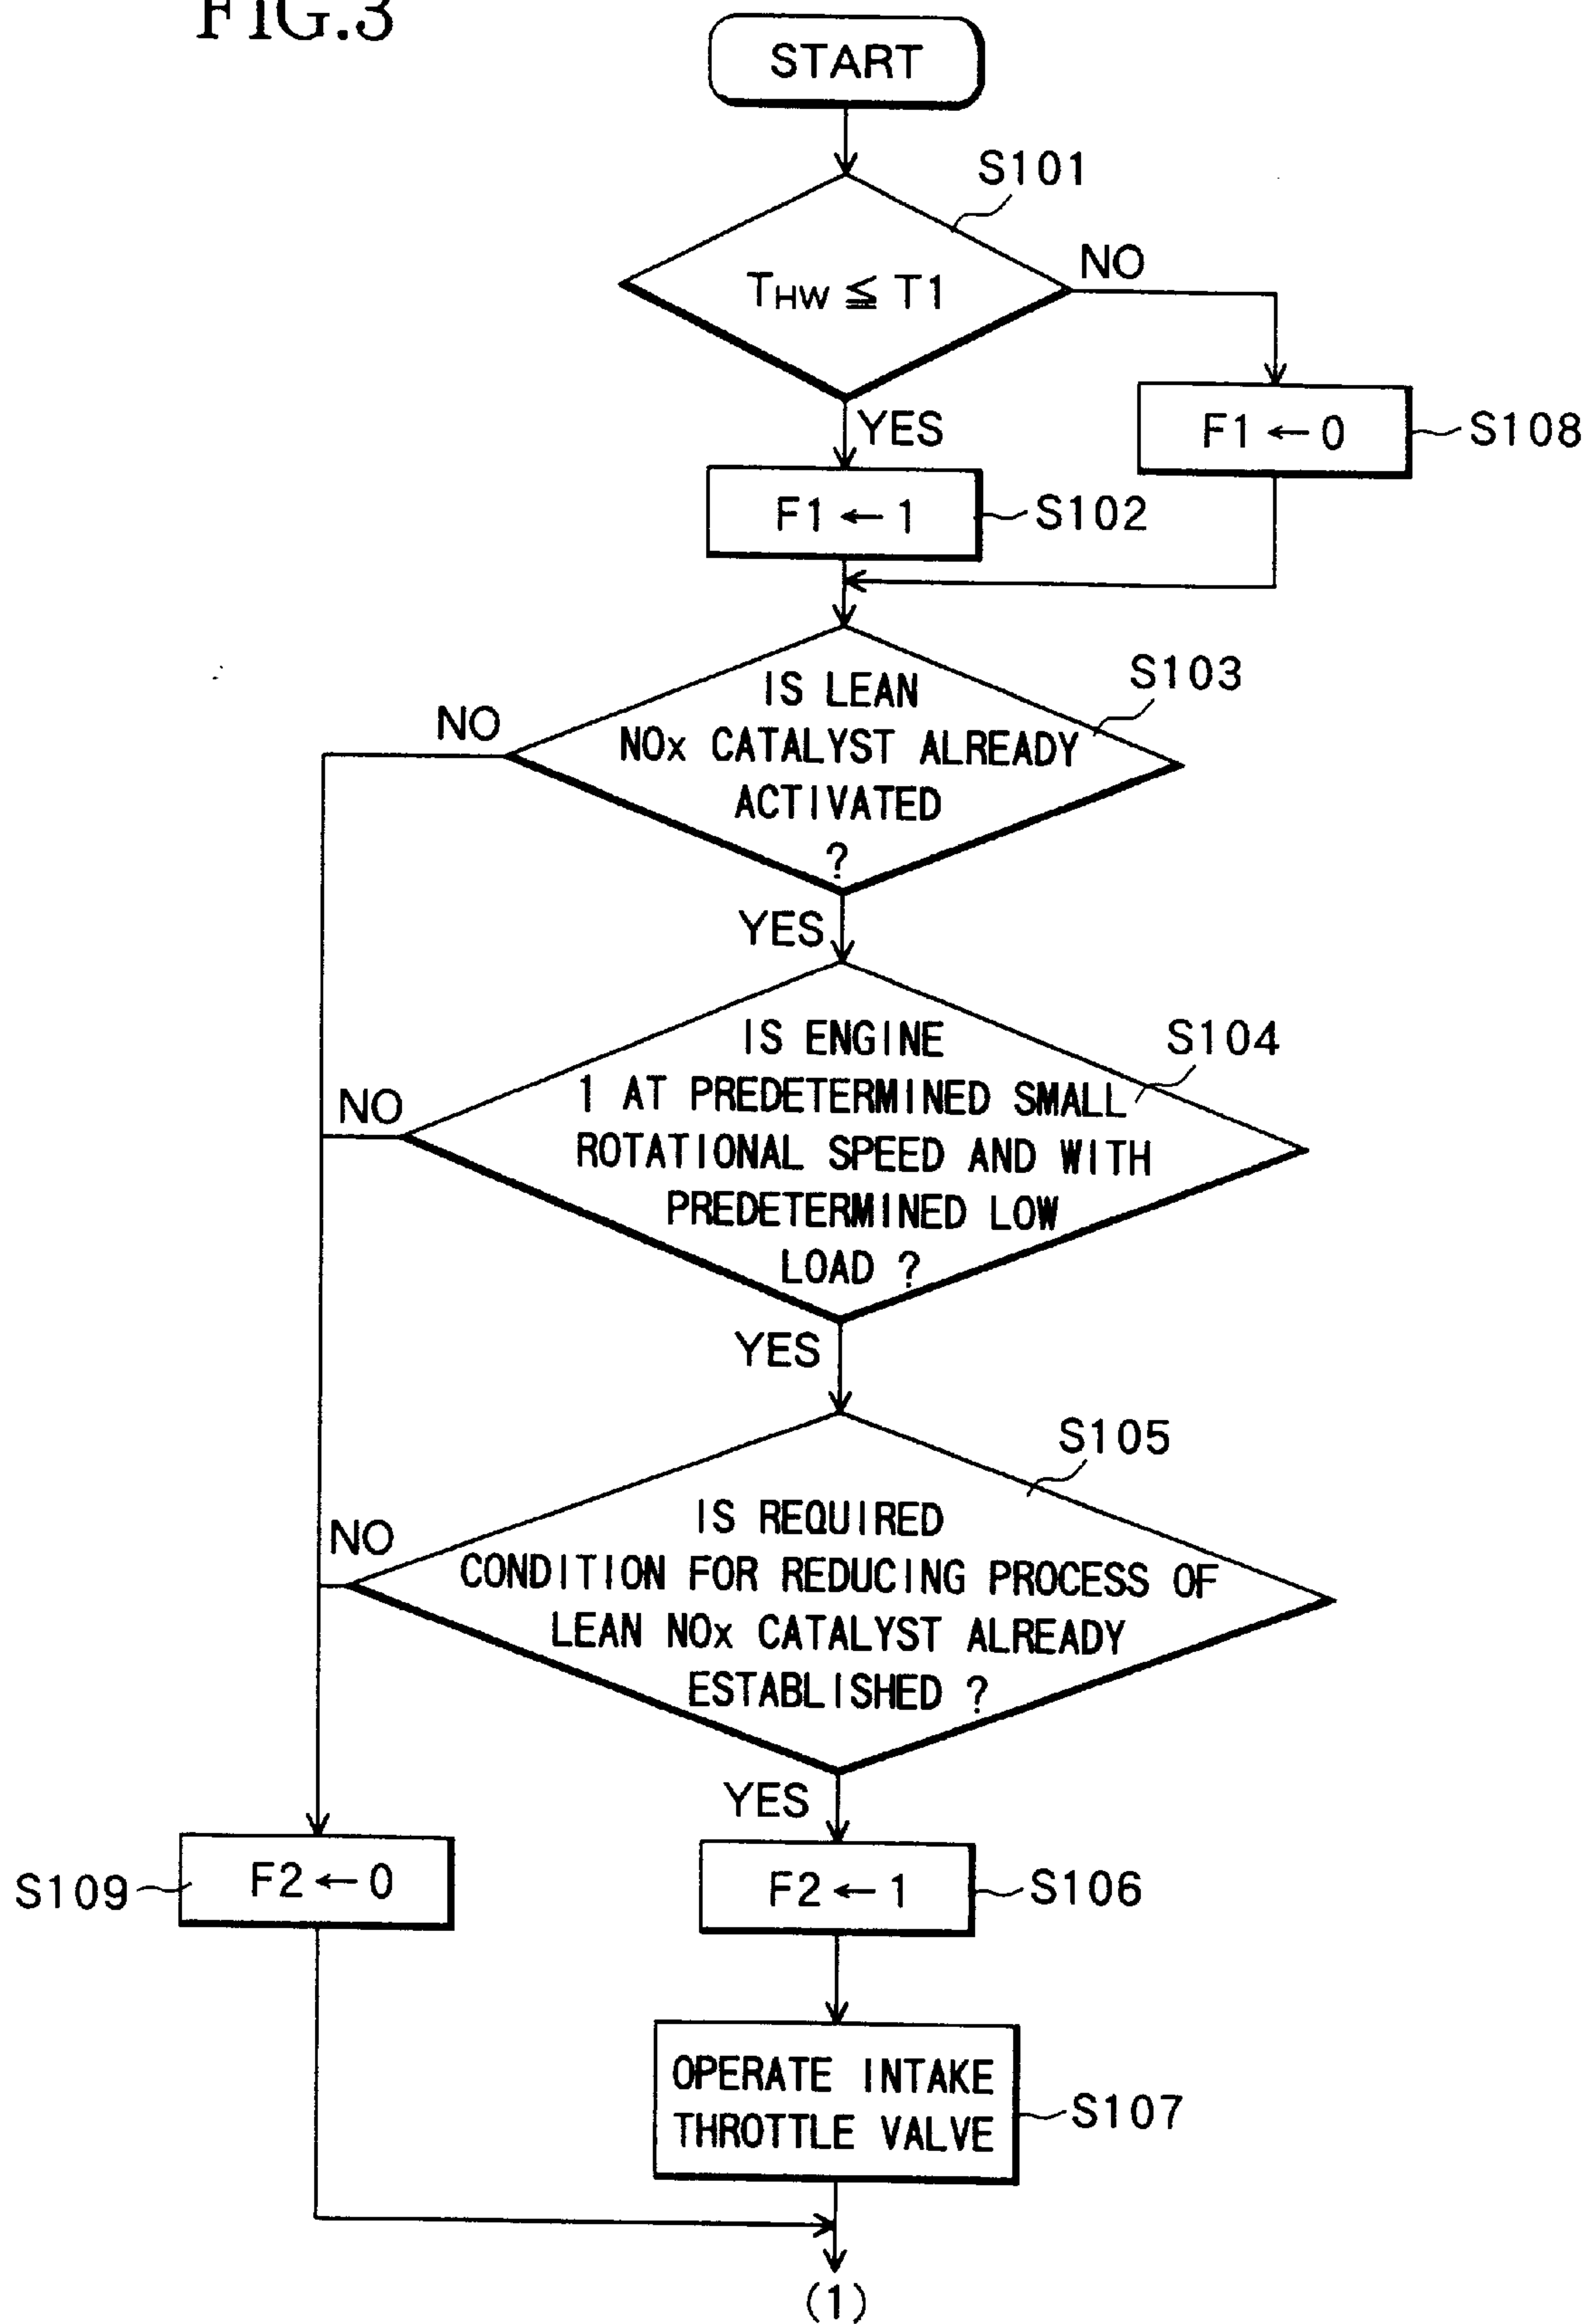 FIG.3
START
S101
THW ≦ T1
NO
YES
F1 ← 0
S108
F1 ← 1
S102
S103
IS LEAN
NOx CATALYST ALREADY
ACTIVATED
?
NO
YES
S104
IS ENGINE
1 AT PREDETERMINED SMALL
ROTATIONAL SPEED AND WITH
PREDETERMINED LOW
LOAD ?
NO
YES
S105
IS REQUIRED
CONDITION FOR REDUCING PROCESS OF
LEAN NOx CATALYST ALREADY
ESTABLISHED ?
NO
YES
S109
F2 ← 0
F2 ← 1
S106
OPERATE INTAKE
THROTTLE VALVE
S107
(1)